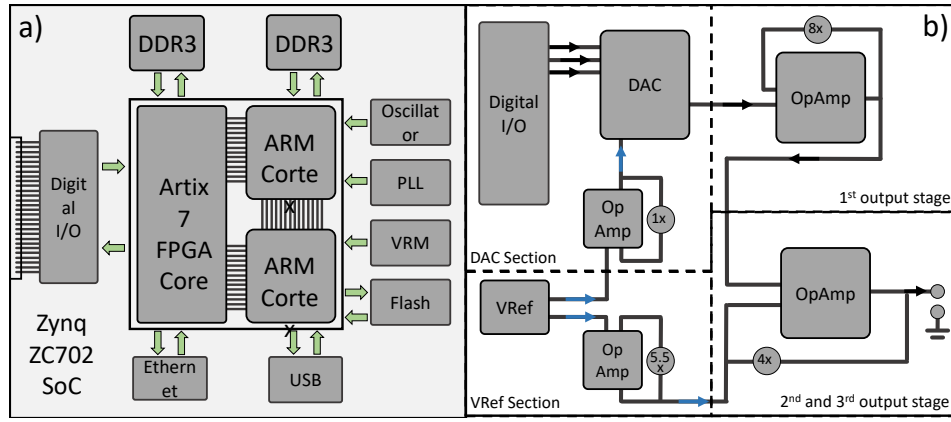 a)
DDR3
DDR3
Digit
al
I/O
Artix
7
FPGA
Core
ARM
Corte
x
ARM
Corte
x
Oscillat
or
PLL
VRM
Flash
Zynq
ZC702
SoC
Ether
net
USB
b)
Digital
I/O
DAC
Op
Amp
1x
DAC Section
8x
OpAmp
1st output stage
VRef
Op
Amp
5.5
x
VRef Section
OpAmp
4x
2nd and 3rd output stage